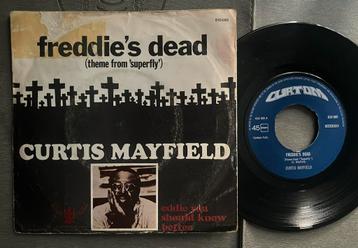 freddie's dead
(theme from 'superfly')
CURTIS MAYFIELD
eddie you
should know
better
CURTOM
45
FREDDIE'S DEAD
CURTIS MAYFIELD